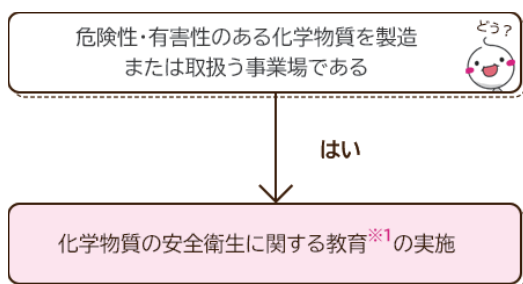 どう?
危険性・有害性のある化学物質を製造
または取扱う事業場である
はい
化学物質の安全衛生に関する教育※1の実施